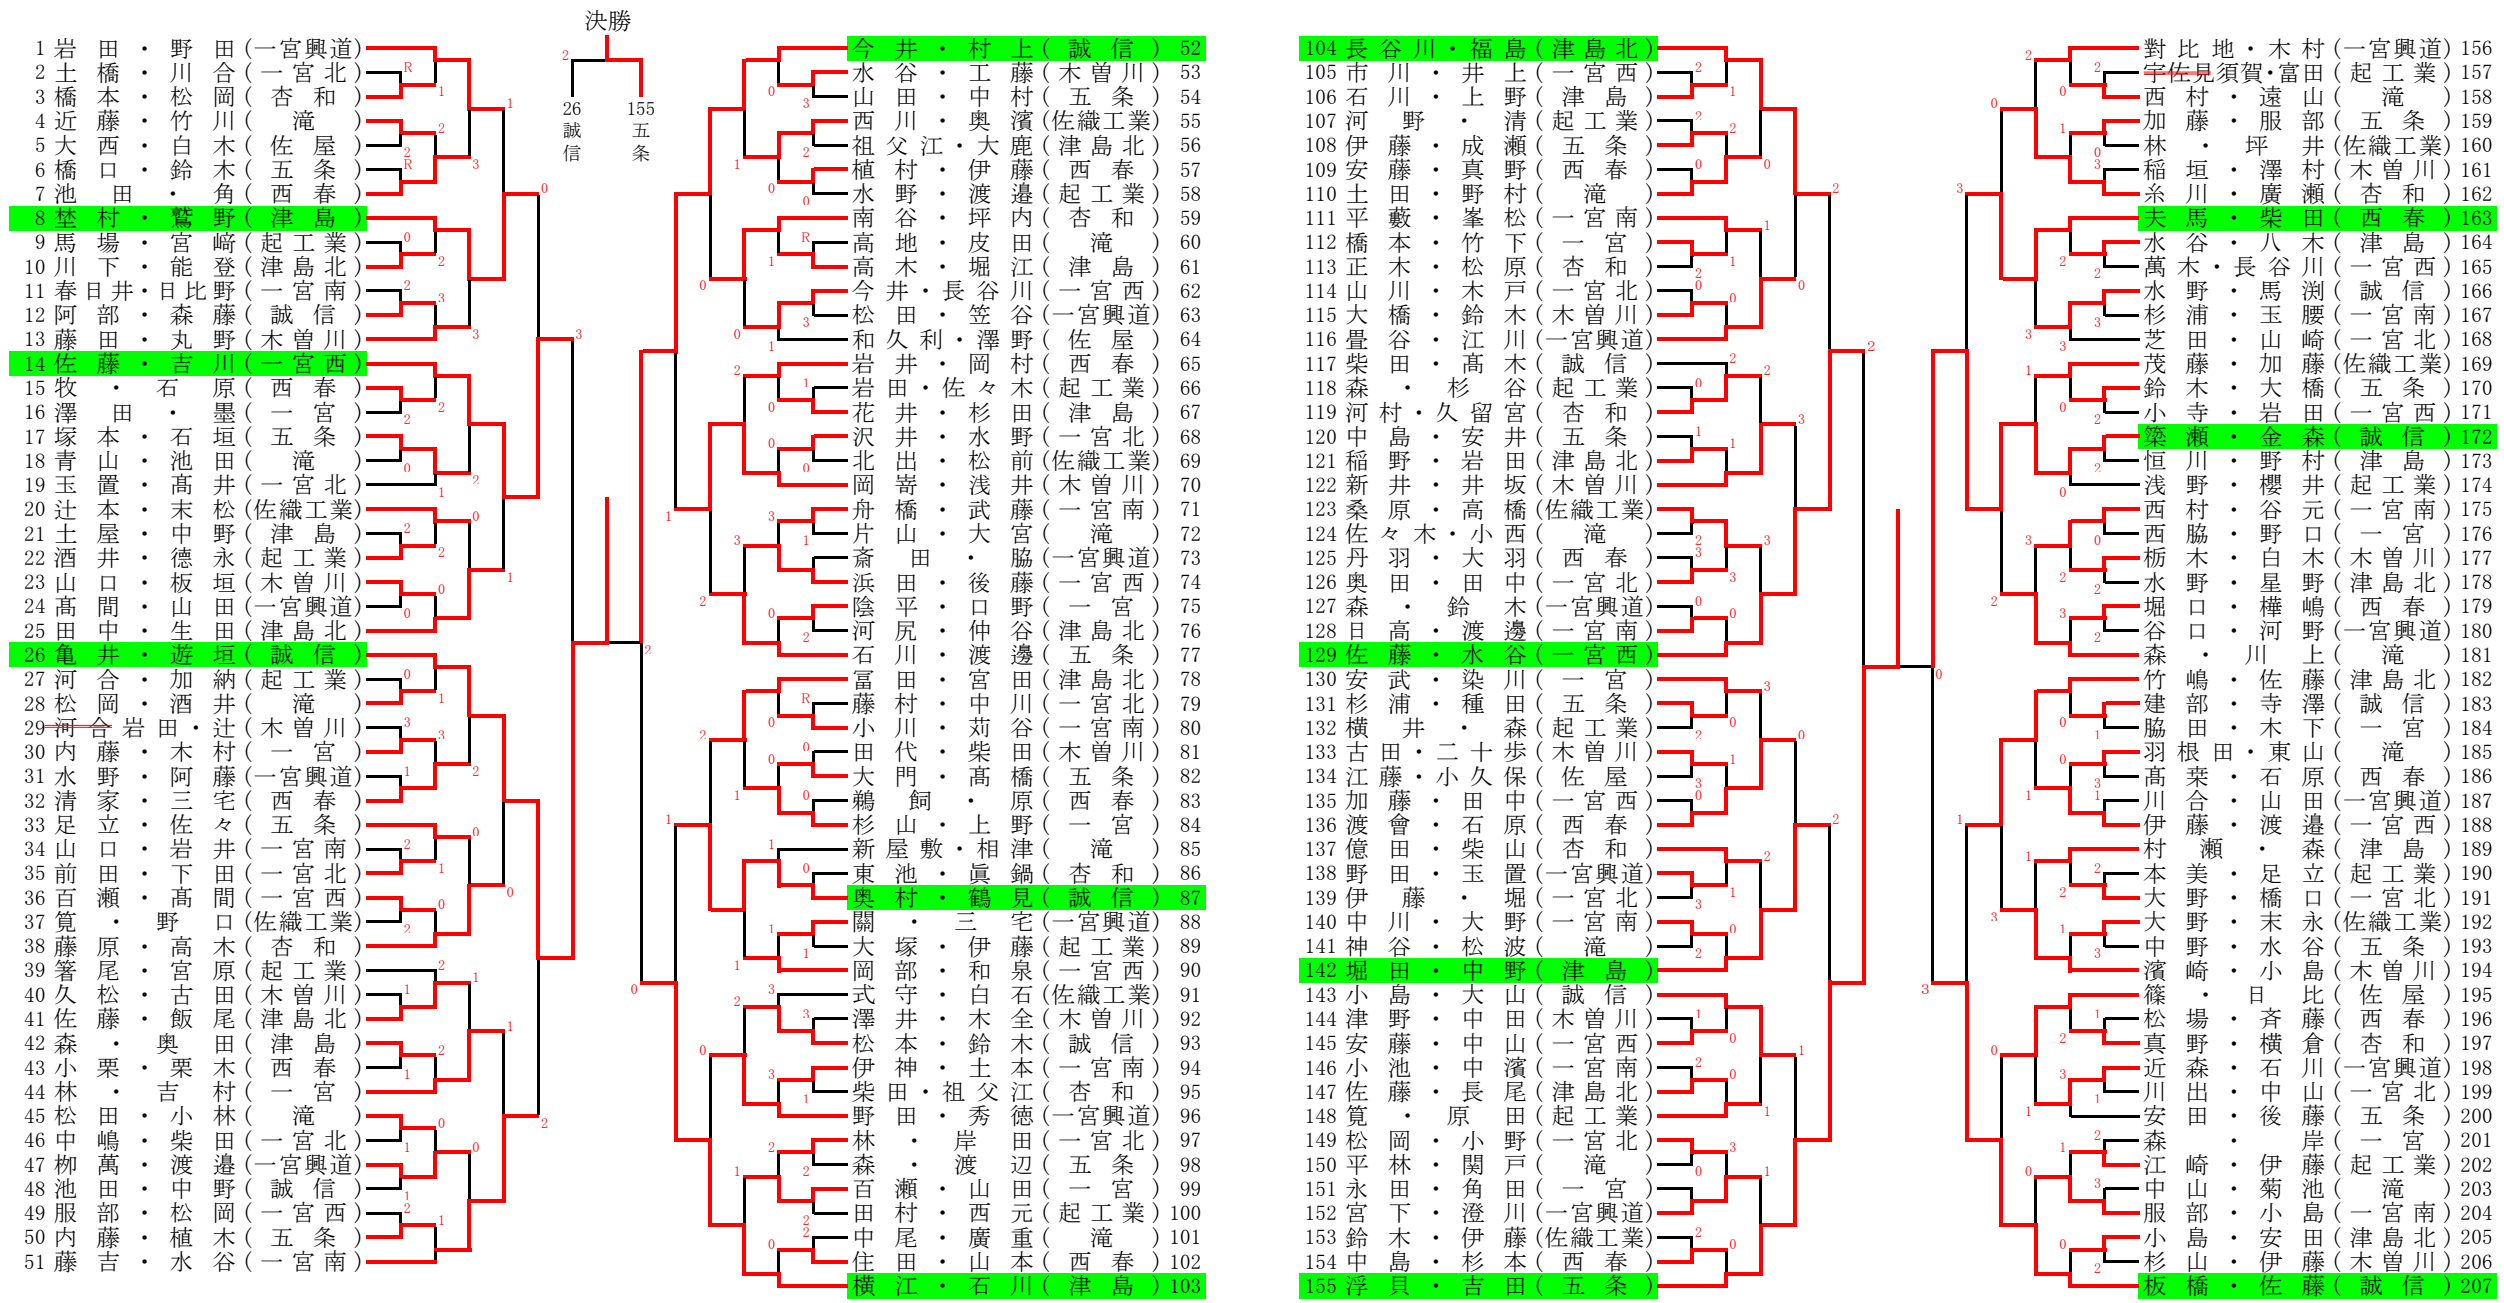 決勝
2
26 155
誠信 五条
1 岩田・野田(一宮興道)
2 土橋・川合(一宮北)
3 橋本・松岡(杏和)
4 近藤・竹川(滝)
5 大西・白木(佐屋)
6 橋口・鈴木(五条)
7 池田・角(西春)
8 埜村・鷲野(津島)
9 馬場・宮﨑(起工業)
10 川下・能登(津島北)
11 春日井・日比野(一宮南)
12 阿部・森藤(誠信)
13 藤田・丸野(木曽川)
14 佐藤・吉川(一宮西)
15 牧・石原(西春)
16 澤田・墨(一宮)
17 塚本・石垣(五条)
18 青山・池田(滝)
19 玉置・髙井(一宮北)
20 辻本・末松(佐織工業)
21 土屋・中野(津島)
22 酒井・德永(起工業)
23 山口・板垣(木曽川)
24 髙間・山田(一宮興道)
25 田中・生田(津島北)
26 亀井・遊垣(誠信)
27 河合・加納(起工業)
28 松岡・酒井(滝)
29 河合岩田・辻(木曽川)
30 内藤・木村(一宮)
31 水野・阿藤(一宮興道)
32 清家・三宅(西春)
33 足立・佐々(五条)
34 山口・岩井(一宮南)
35 前田・下田(一宮北)
36 百瀬・髙間(一宮西)
37 筧・野口(佐織工業)
38 藤原・高木(杏和)
39 箸尾・宮原(起工業)
40 久松・古田(木曽川)
41 佐藤・飯尾(津島北)
42 森・奥田(津島)
43 小栗・栗木(西春)
44 林・吉村(一宮)
45 松田・小林(滝)
46 中嶋・柴田(一宮北)
47 栁萬・渡邉(一宮興道)
48 池田・中野(誠信)
49 服部・松岡(一宮西)
50 内藤・植木(五条)
51 藤吉・水谷(一宮南)
今井・村上(誠信) 52
水谷・工藤(木曽川) 53
山田・中村(五条) 54
西川・奥濱(佐織工業) 55
祖父江・大鹿(津島北) 56
植村・伊藤(西春) 57
水野・渡邉(起工業) 58
南谷・坪内(杏和) 59
高地・皮田(滝) 60
高木・堀江(津島) 61
今井・長谷川(一宮西) 62
松田・笠谷(一宮興道) 63
和久利・澤野(佐屋) 64
岩井・岡村(西春) 65
岩田・佐々木(起工業) 66
花井・杉田(津島) 67
沢井・水野(一宮北) 68
北出・松前(佐織工業) 69
岡嵜・浅井(木曽川) 70
舟橋・武藤(一宮南) 71
片山・大宮(滝) 72
斎田・脇(一宮興道) 73
浜田・後藤(一宮西) 74
陰平・口野(一宮) 75
河尻・仲谷(津島北) 76
石川・渡邊(五条) 77
冨田・宮田(津島北) 78
藤村・中川(一宮北) 79
小川・苅谷(一宮南) 80
田代・柴田(木曽川) 81
大門・髙橋(五条) 82
鵜飼・原(西春) 83
杉山・上野(一宮) 84
新屋敷・相津(滝) 85
東池・眞鍋(杏和) 86
奥村・鶴見(誠信) 87
關・三宅(一宮興道) 88
大塚・伊藤(起工業) 89
岡部・和泉(一宮西) 90
式守・白石(佐織工業) 91
澤井・木全(木曽川) 92
松本・鈴木(誠信) 93
伊神・土本(一宮南) 94
柴田・祖父江(杏和) 95
野田・秀徳(一宮興道) 96
林・岸田(一宮北) 97
森・渡辺(五条) 98
百瀬・山田(一宮) 99
田村・西元(起工業) 100
中尾・廣重(滝) 101
住田・山本(西春) 102
横江・石川(津島) 103
104 長谷川・福島(津島北)
105 市川・井上(一宮西)
106 石川・上野(津島)
107 河野・清(起工業)
108 伊藤・成瀬(五条)
109 安藤・真野(西春)
110 土田・野村(滝)
111 平藪・峯松(一宮南)
112 橋本・竹下(一宮)
113 正木・松原(杏和)
114 山川・木戸(一宮北)
115 大橋・鈴木(木曽川)
116 畳谷・江川(一宮興道)
117 柴田・髙木(誠信)
118 森・杉谷(起工業)
119 河村・久留宮(杏和)
120 中島・安井(五条)
121 稲野・岩田(津島北)
122 新井・井坂(木曽川)
123 桑原・高橋(佐織工業)
124 佐々木・小西(滝)
125 丹羽・大羽(西春)
126 奥田・田中(一宮北)
127 森・鈴木(一宮興道)
128 日高・渡邊(一宮南)
129 佐藤・水谷(一宮西)
130 安武・染川(一宮)
131 杉浦・種田(五条)
132 横井・森(起工業)
133 古田・二十歩(木曽川)
134 江藤・小久保(佐屋)
135 加藤・田中(一宮西)
136 渡會・石原(西春)
137 億田・柴山(杏和)
138 野田・玉置(一宮興道)
139 伊藤・堀(一宮北)
140 中川・大野(一宮南)
141 神谷・松波(滝)
142 堀田・中野(津島)
143 小島・大山(誠信)
144 津野・中田(木曽川)
145 安藤・中山(一宮西)
146 小池・中濱(一宮南)
147 佐藤・長尾(津島北)
148 筧・原田(起工業)
149 松岡・小野(一宮北)
150 平林・関戸(滝)
151 永田・角田(一宮)
152 宮下・澄川(一宮興道)
153 鈴木・伊藤(佐織工業)
154 中島・杉本(西春)
155 浮貝・吉田(五条)
對比地・木村(一宮興道) 156
宇佐見須賀・富田(起工業) 157
西村・遠山(滝) 158
加藤・服部(五条) 159
林・坪井(佐織工業) 160
稲垣・澤村(木曽川) 161
糸川・廣瀬(杏和) 162
夫馬・柴田(西春) 163
水谷・八木(津島) 164
萬木・長谷川(一宮西) 165
水野・馬渕(誠信) 166
杉浦・玉腰(一宮南) 167
芝田・山崎(一宮北) 168
茂藤・加藤(佐織工業) 169
鈴木・大橋(五条) 170
小寺・岩田(一宮西) 171
簗瀬・金森(誠信) 172
恒川・野村(津島) 173
浅野・櫻井(起工業) 174
西村・谷元(一宮南) 175
西脇・野口(一宮) 176
栃木・白木(木曽川) 177
水野・星野(津島北) 178
堀口・樺嶋(西春) 179
谷口・河野(一宮興道) 180
森・川上(滝) 181
竹嶋・佐藤(津島北) 182
建部・寺澤(誠信) 183
脇田・木下(一宮) 184
羽根田・東山(滝) 185
髙桒・石原(西春) 186
川合・山田(一宮興道) 187
伊藤・渡邉(一宮西) 188
村瀬・森(津島) 189
本美・足立(起工業) 190
大野・橋口(一宮北) 191
大野・末永(佐織工業) 192
中野・水谷(五条) 193
濱崎・小島(木曽川) 194
篠・日比(佐屋) 195
松場・斉藤(西春) 196
真野・横倉(杏和) 197
近森・石川(一宮興道) 198
川出・中山(一宮北) 199
安田・後藤(五条) 200
森・岸(一宮) 201
江崎・伊藤(起工業) 202
中山・菊池(滝) 203
服部・小島(一宮南) 204
小島・安田(津島北) 205
杉山・伊藤(木曽川) 206
板橋・佐藤(誠信) 207